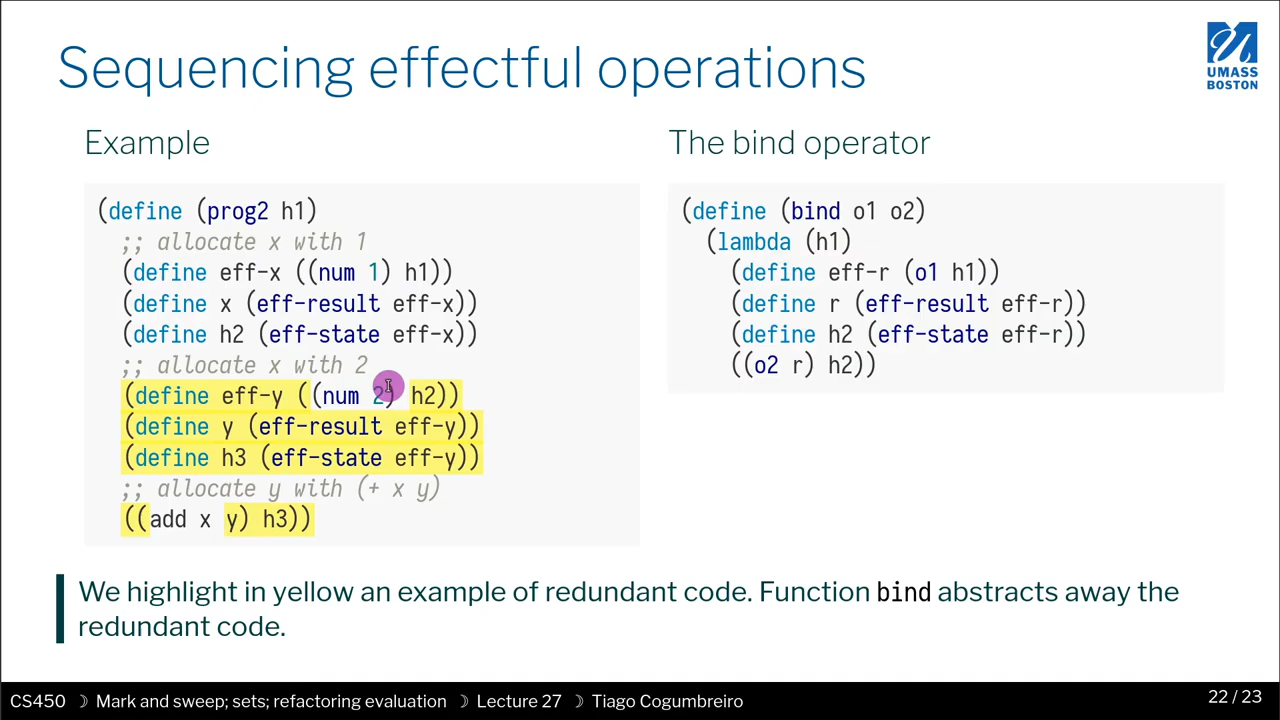 Sequencing effectful operations
UMASS
BOSTON
Example
(define (prog2 h1)
;; allocate x with 1
(define eff-x ((num 1) h1))
(define x (eff-result eff-x))
(define h2 (eff-state eff-x))
;; allocate x with 2
(define eff-y ((num 2) h2))
(define y (eff-result eff-y))
(define h3 (eff-state eff-y))
;; allocate y with (+ x y)
((add x y) h3))
The bind operator
(define (bind o1 o2)
(lambda (h1)
(define eff-r (o1 h1))
(define r (eff-result eff-r))
(define h2 (eff-state eff-r))
((o2 r) h2))
We highlight in yellow an example of redundant code. Function bind abstracts away the
redundant code.
CS450 ☽ Mark and sweep; sets; refactoring evaluation ☽ Lecture 27 ☽ Tiago Cogumbreiro
22 / 23